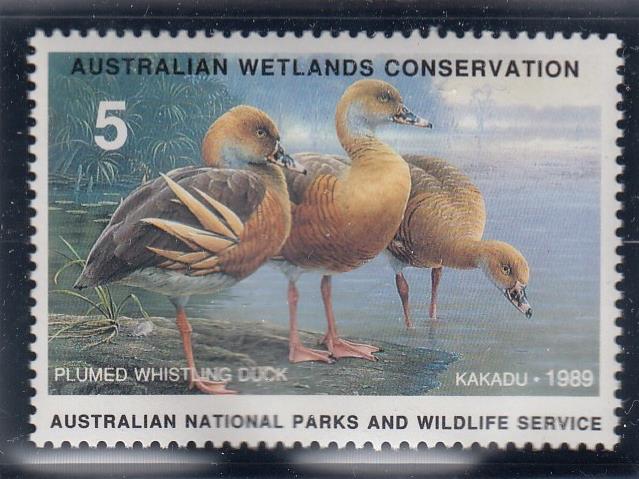 AUSTRALIAN WETLANDS CONSERVATION
5
PLUMED WHISTLING DUCK
KAKADU • 1989
AUSTRALIAN NATIONAL PARKS AND WILDLIFE SERVICE